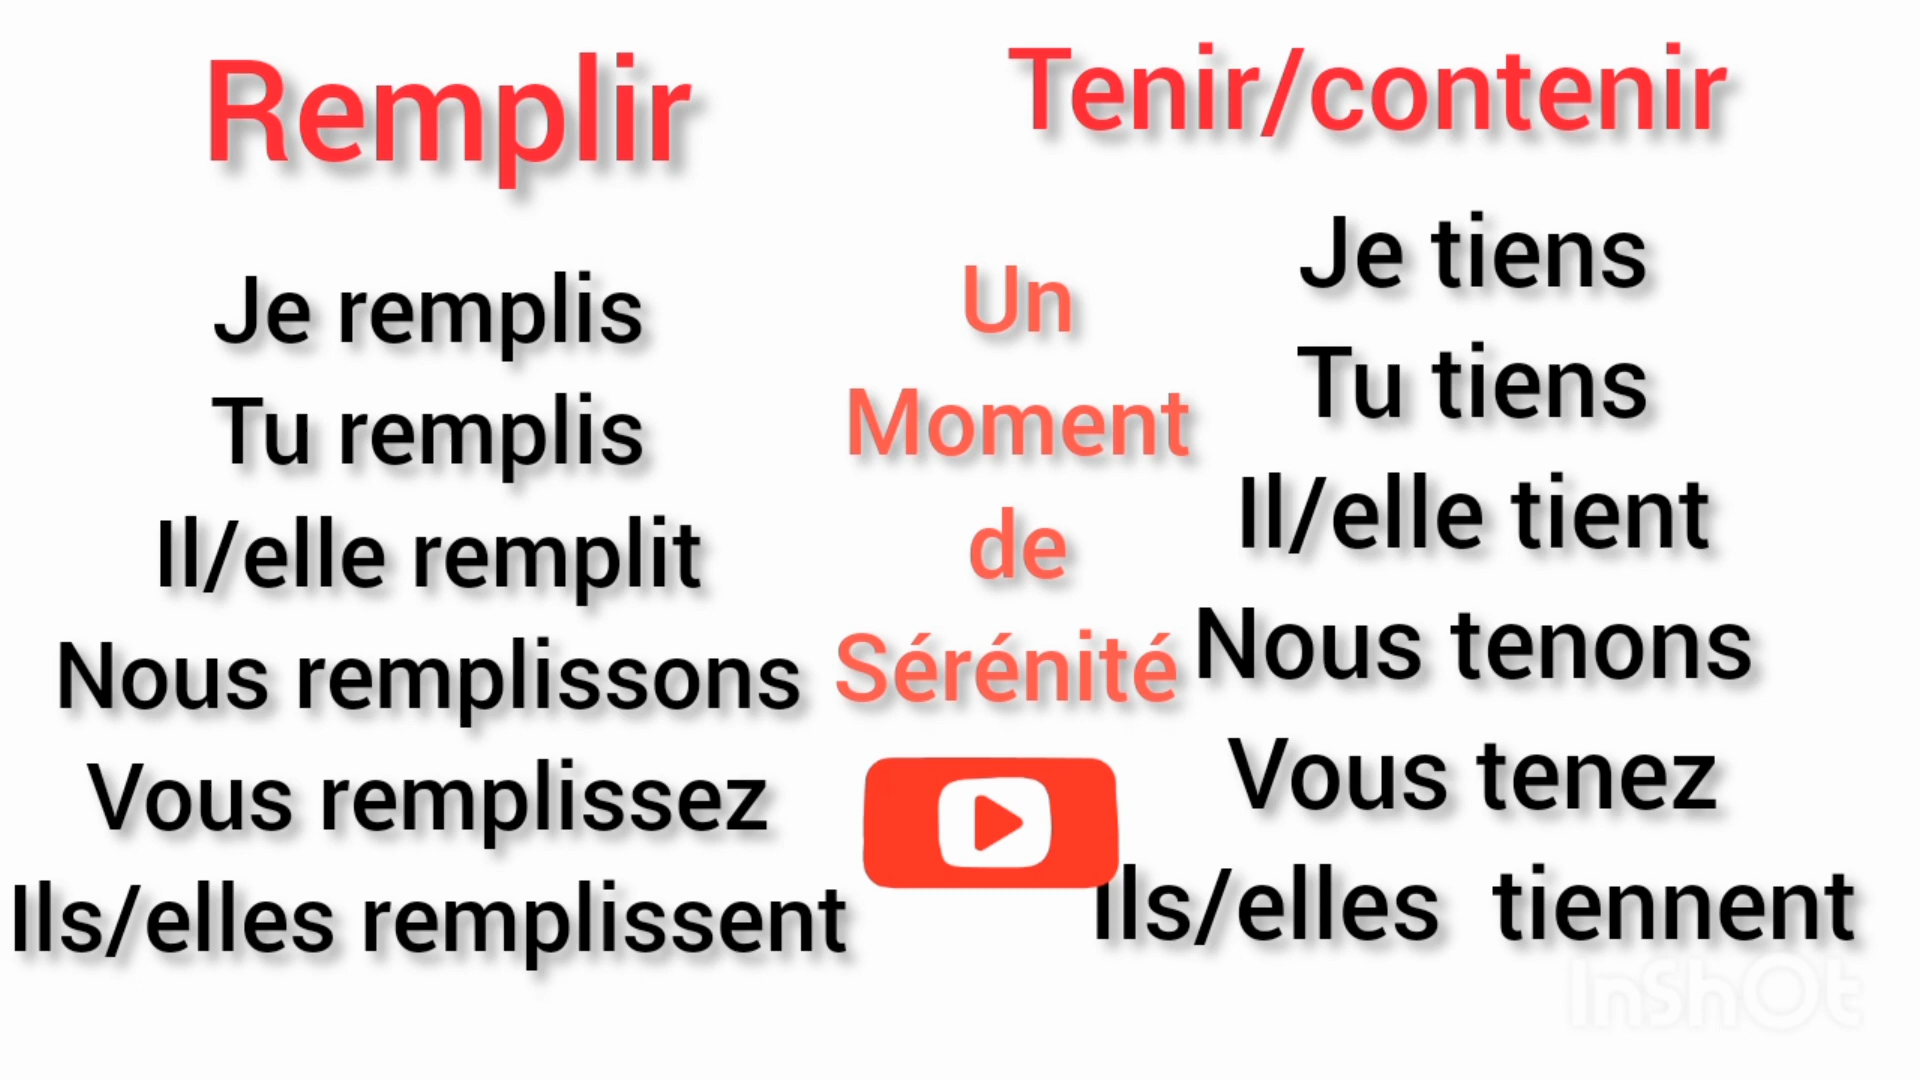 Remplir
Je remplis
Tu remplis
Il/elle remplit
Nous remplissons
Vous remplissez
Ils/elles remplissent
Un
Moment
de
Sérénité
Tenir/contenir
Je tiens
Tu tiens
Il/elle tient
Nous tenons
Vous tenez
Ils/elles tiennent
InShOt